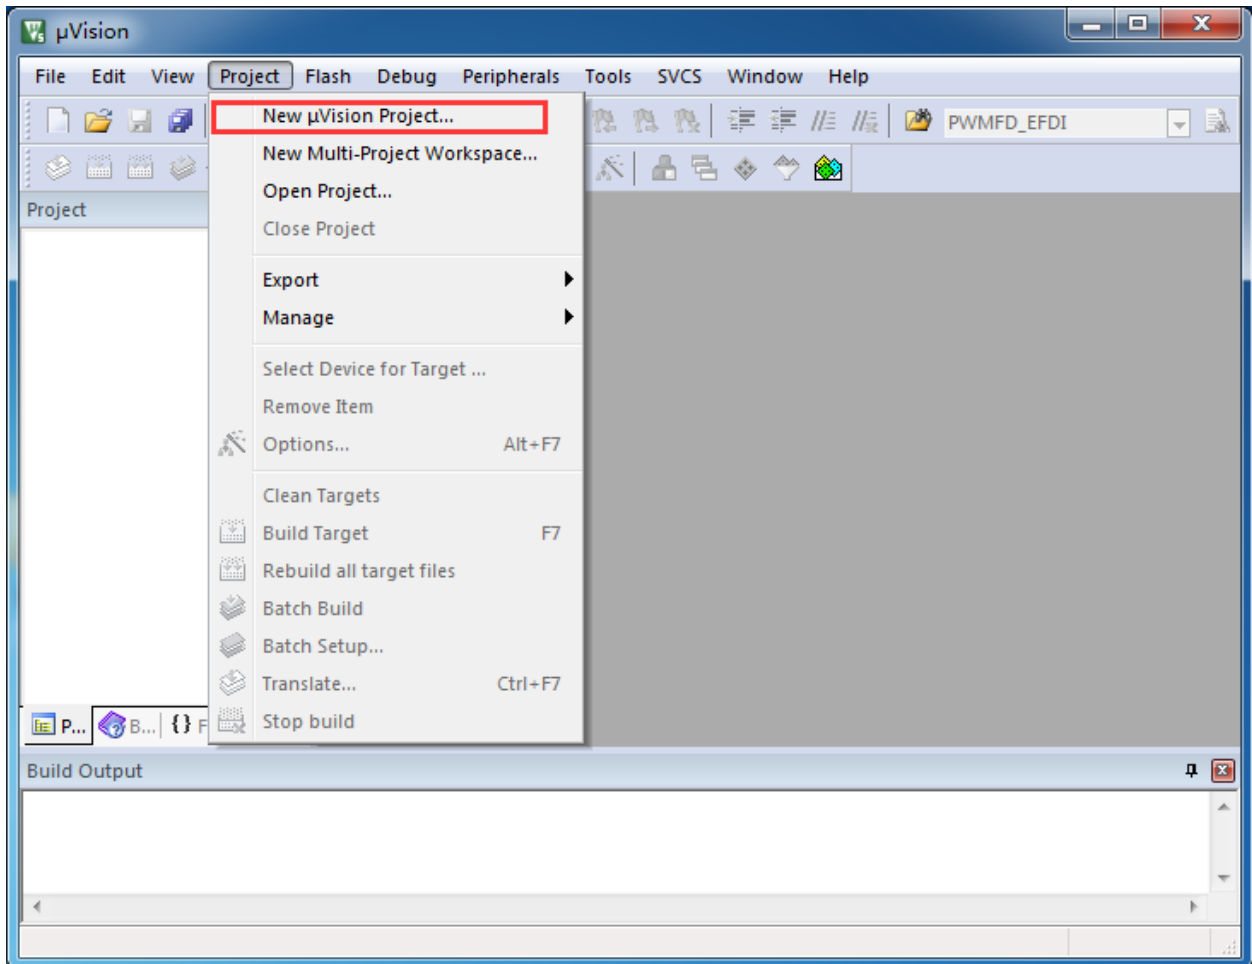 µVision
File Edit View Project Flash Debug Peripherals Tools SVCS Window Help
New µVision Project...
PWMFD_EFDI
New Multi-Project Workspace...
Project
Open Project...
Close Project
Export
Manage
Select Device for Target ...
Remove Item
Options... Alt+F7
Clean Targets
Build Target F7
Rebuild all target files
Batch Build
Batch Setup...
Translate... Ctrl+F7
Stop build
P... B... {} F
Build Output